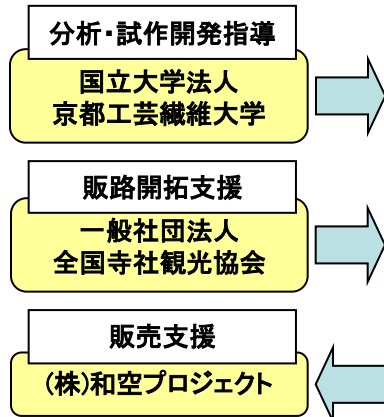 分析・試作開発指導
国立大学法人
京都工芸繊維大学
販路開拓支援
一般社団法人
全国寺社観光協会
販売支援
(株)和空プロジェクト